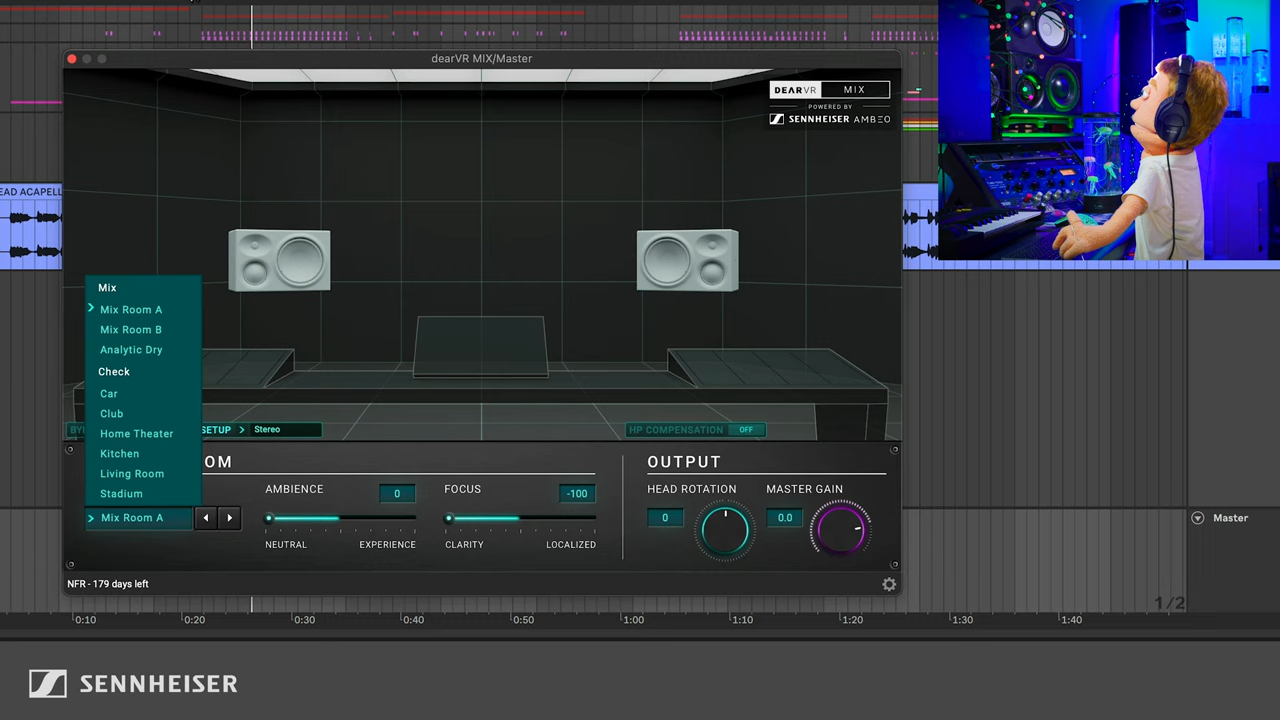 dearVR MIX/Master
DEARVR MIX
POWERED BY
SENNHEISER AMBEO
EAD ACAPELL
Mix
Mix Room A
Mix Room B
Analytic Dry
Check
Car
Club
Home Theater
Kitchen
Living Room
Stadium
Mix Room A
BY
SETUP > Stereo
HP COMPENSATION OFF
OM
AMBIENCE 0
NEUTRAL EXPERIENCE
FOCUS -100
CLARITY LOCALIZED
OUTPUT
HEAD ROTATION MASTER GAIN
0 0.0
NFR - 179 days left
Master
1/2
0:10 0:20 0:30 0:40 0:50 1:00 1:10 1:20 1:30 1:40
SENNHEISER